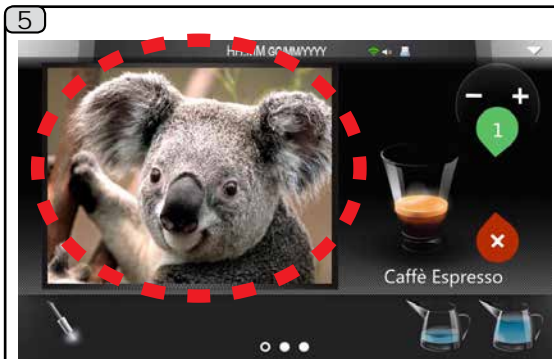 5
HH:MM GG/MM/YYYY
− +
1
×
Caffè Espresso